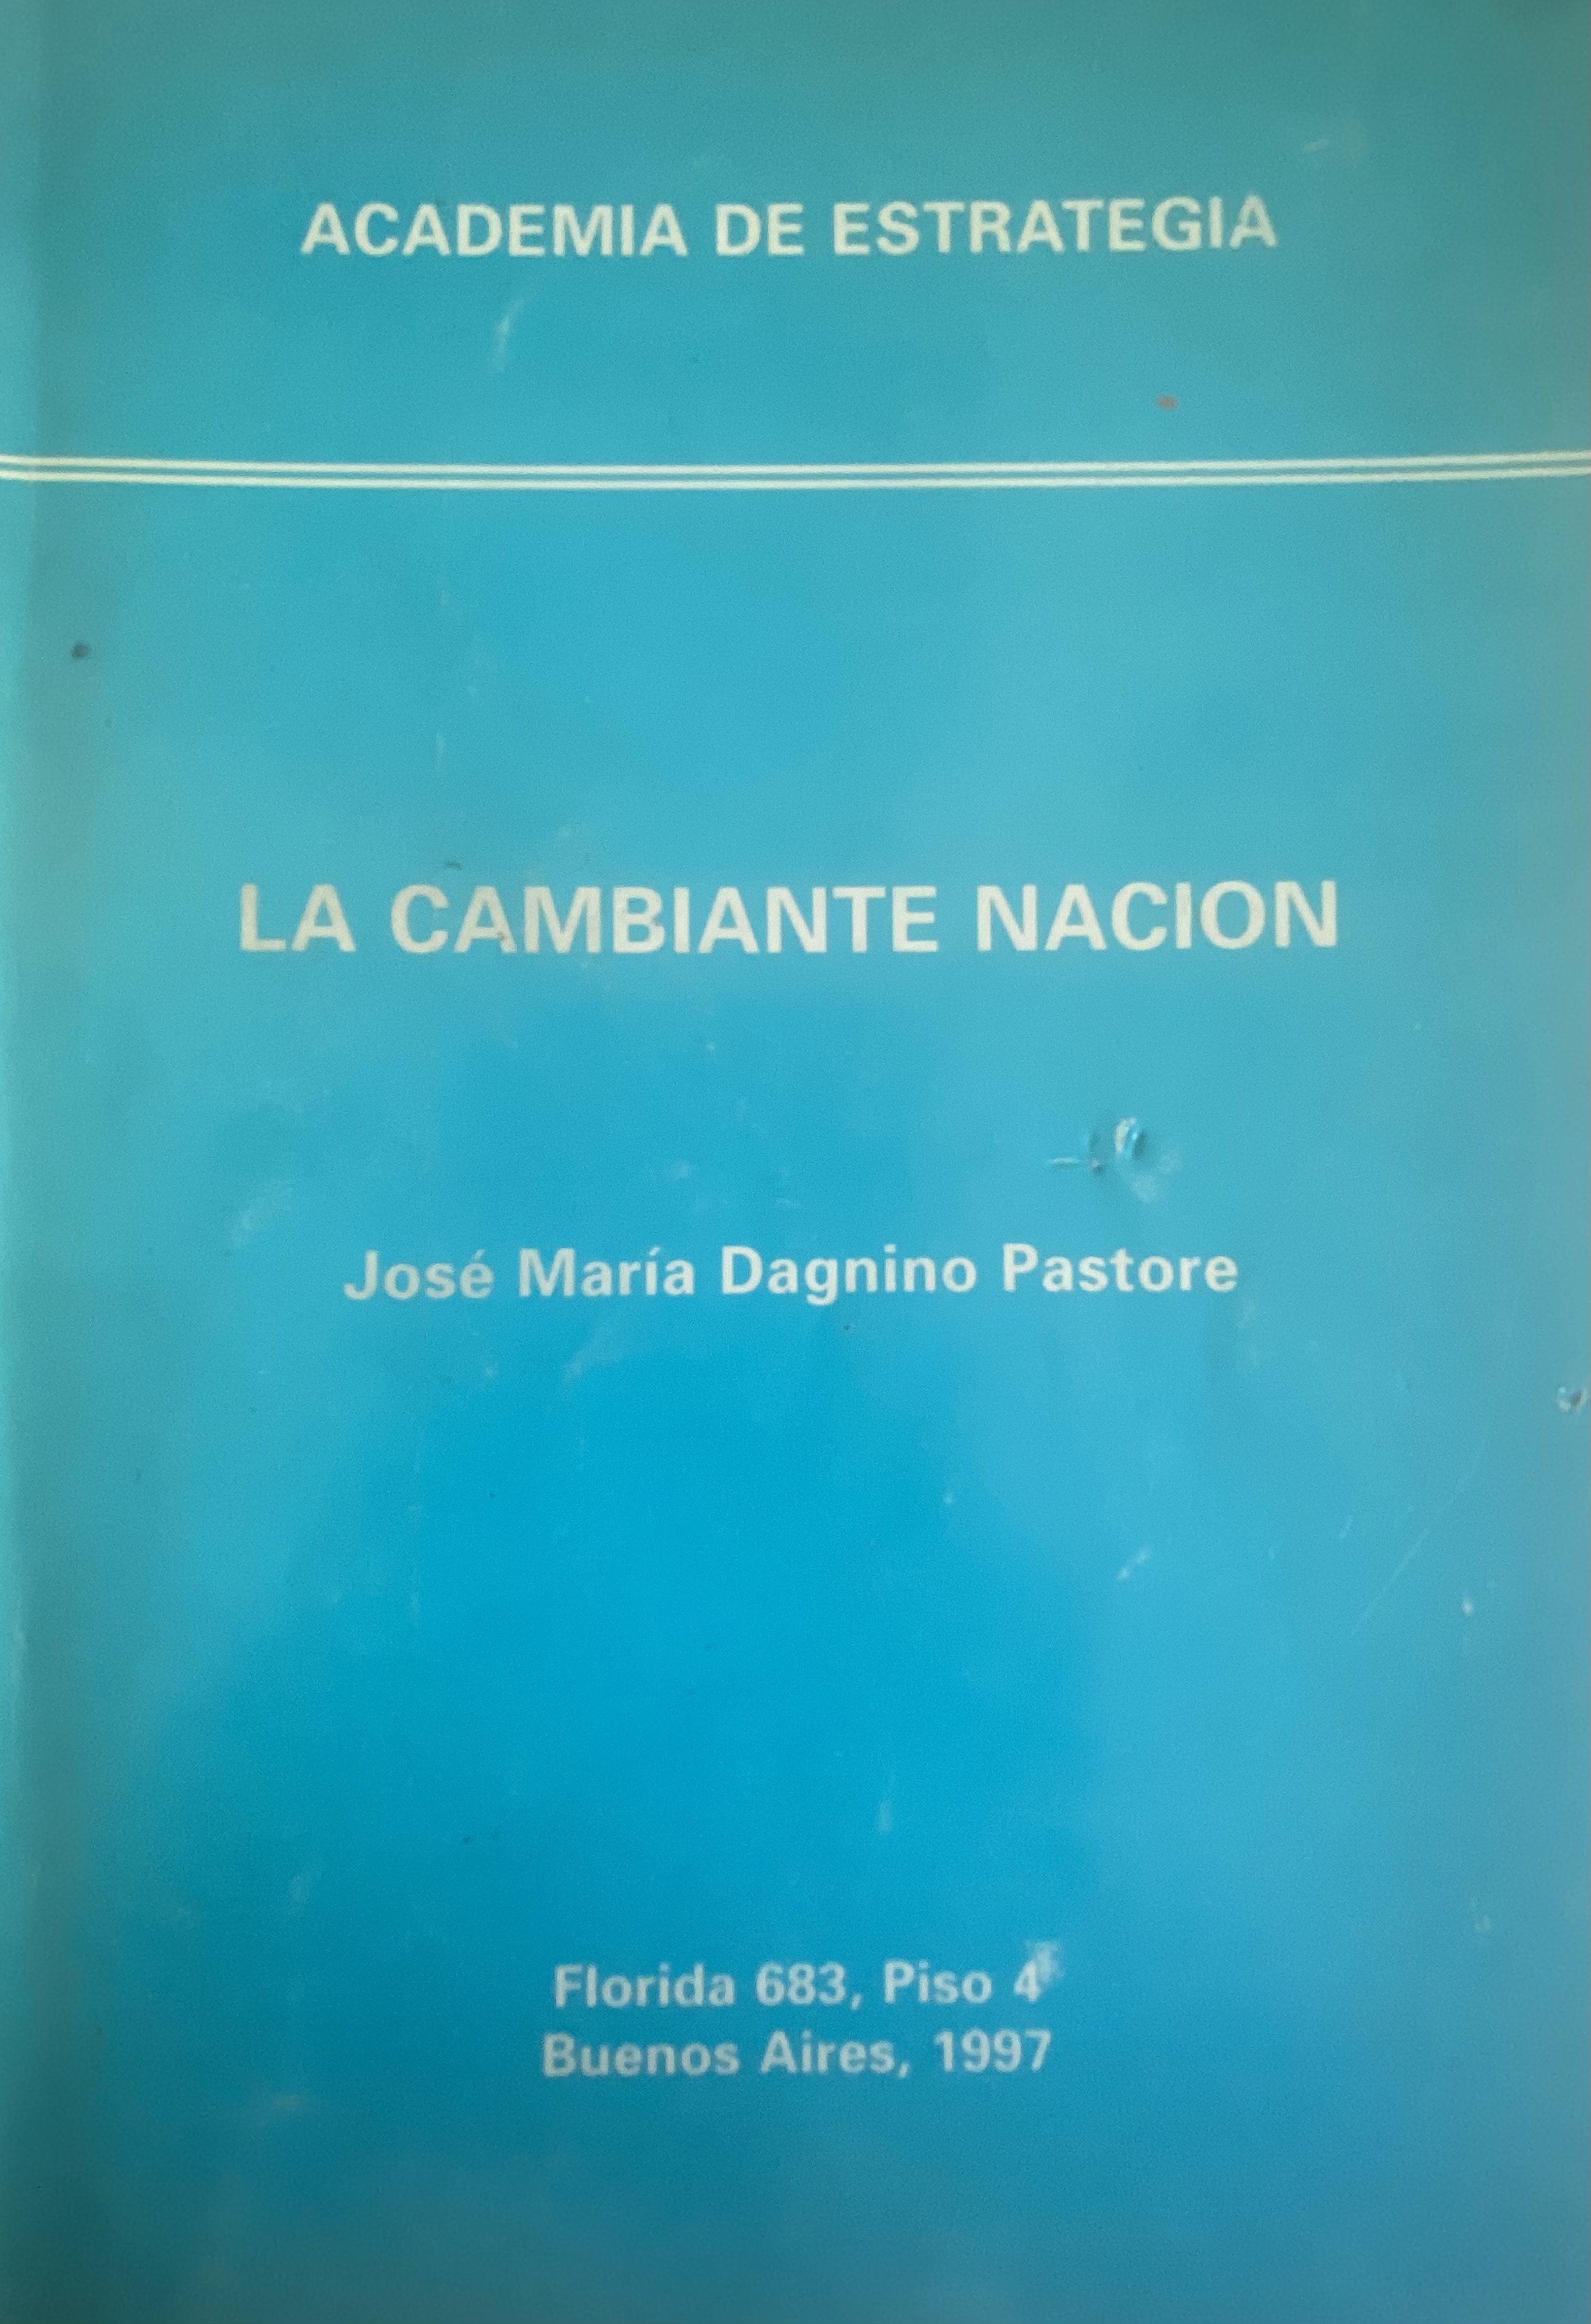 ACADEMIA DE ESTRATEGIA
LA CAMBIANTE NACION
José María Dagnino Pastore
Florida 683, Piso 4
Buenos Aires, 1997